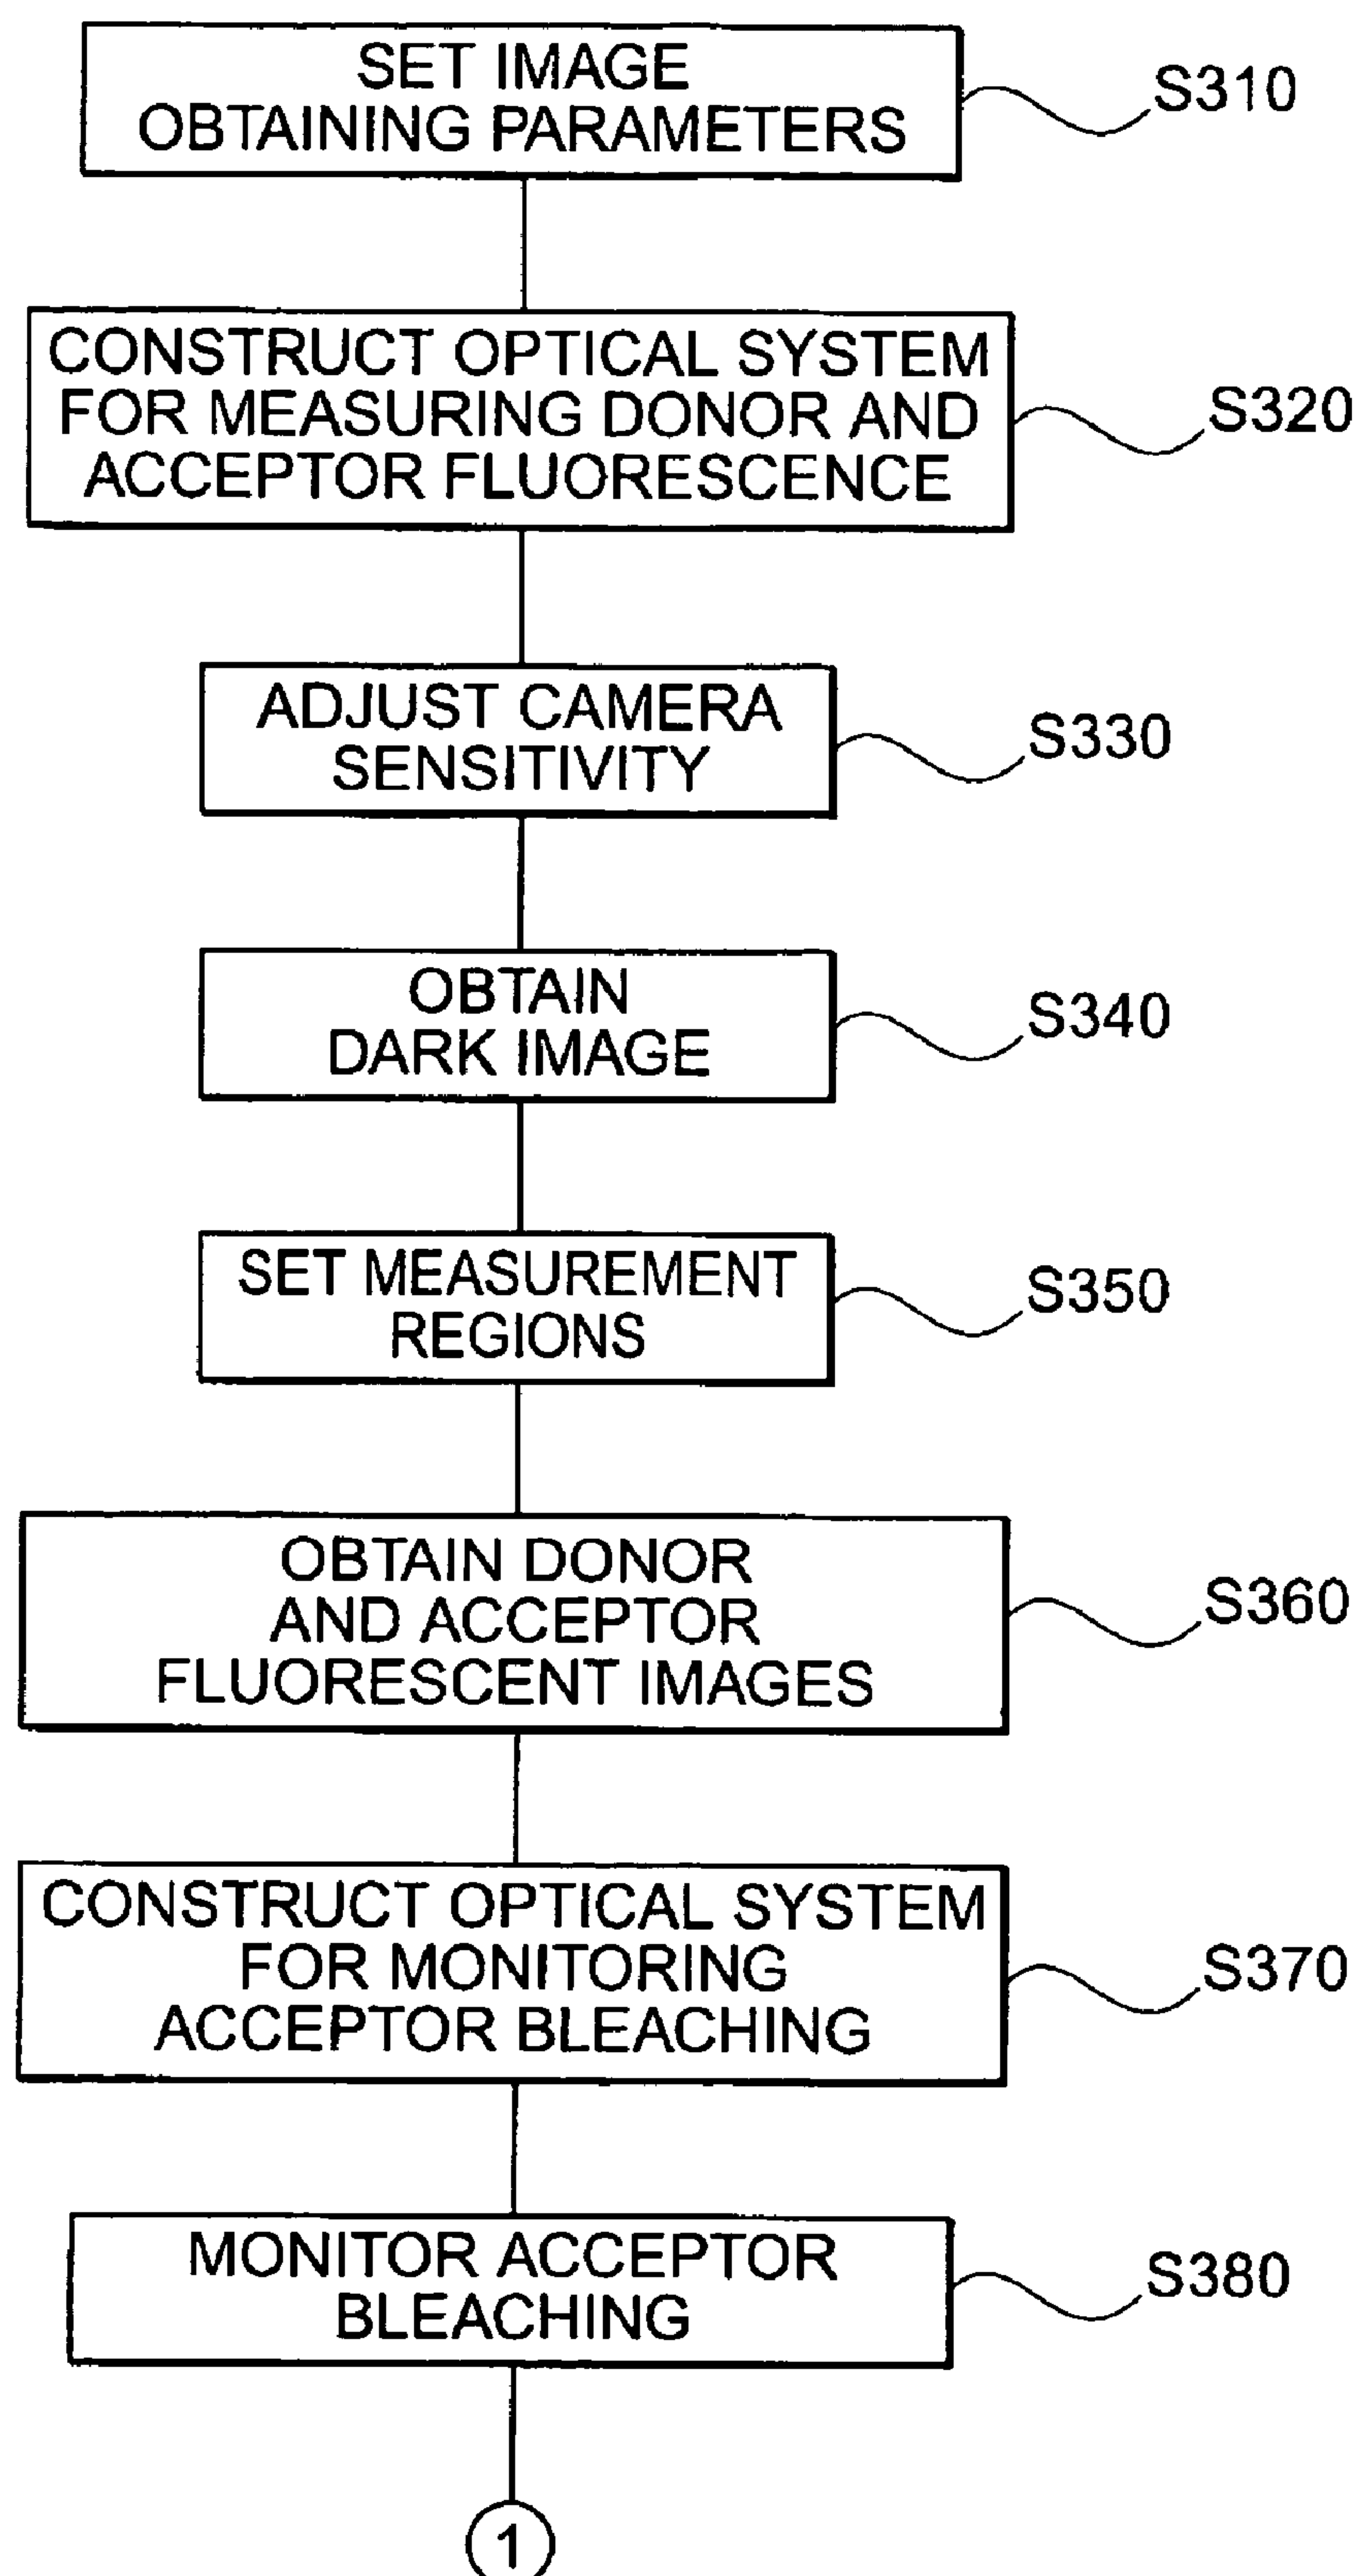 SET IMAGE
OBTAINING PARAMETERS
S310
CONSTRUCT OPTICAL SYSTEM
FOR MEASURING DONOR AND
ACCEPTOR FLUORESCENCE
S320
ADJUST CAMERA
SENSITIVITY
S330
OBTAIN
DARK IMAGE
S340
SET MEASUREMENT
REGIONS
S350
OBTAIN DONOR
AND ACCEPTOR
FLUORESCENT IMAGES
S360
CONSTRUCT OPTICAL SYSTEM
FOR MONITORING
ACCEPTOR BLEACHING
S370
MONITOR ACCEPTOR
BLEACHING
S380
1